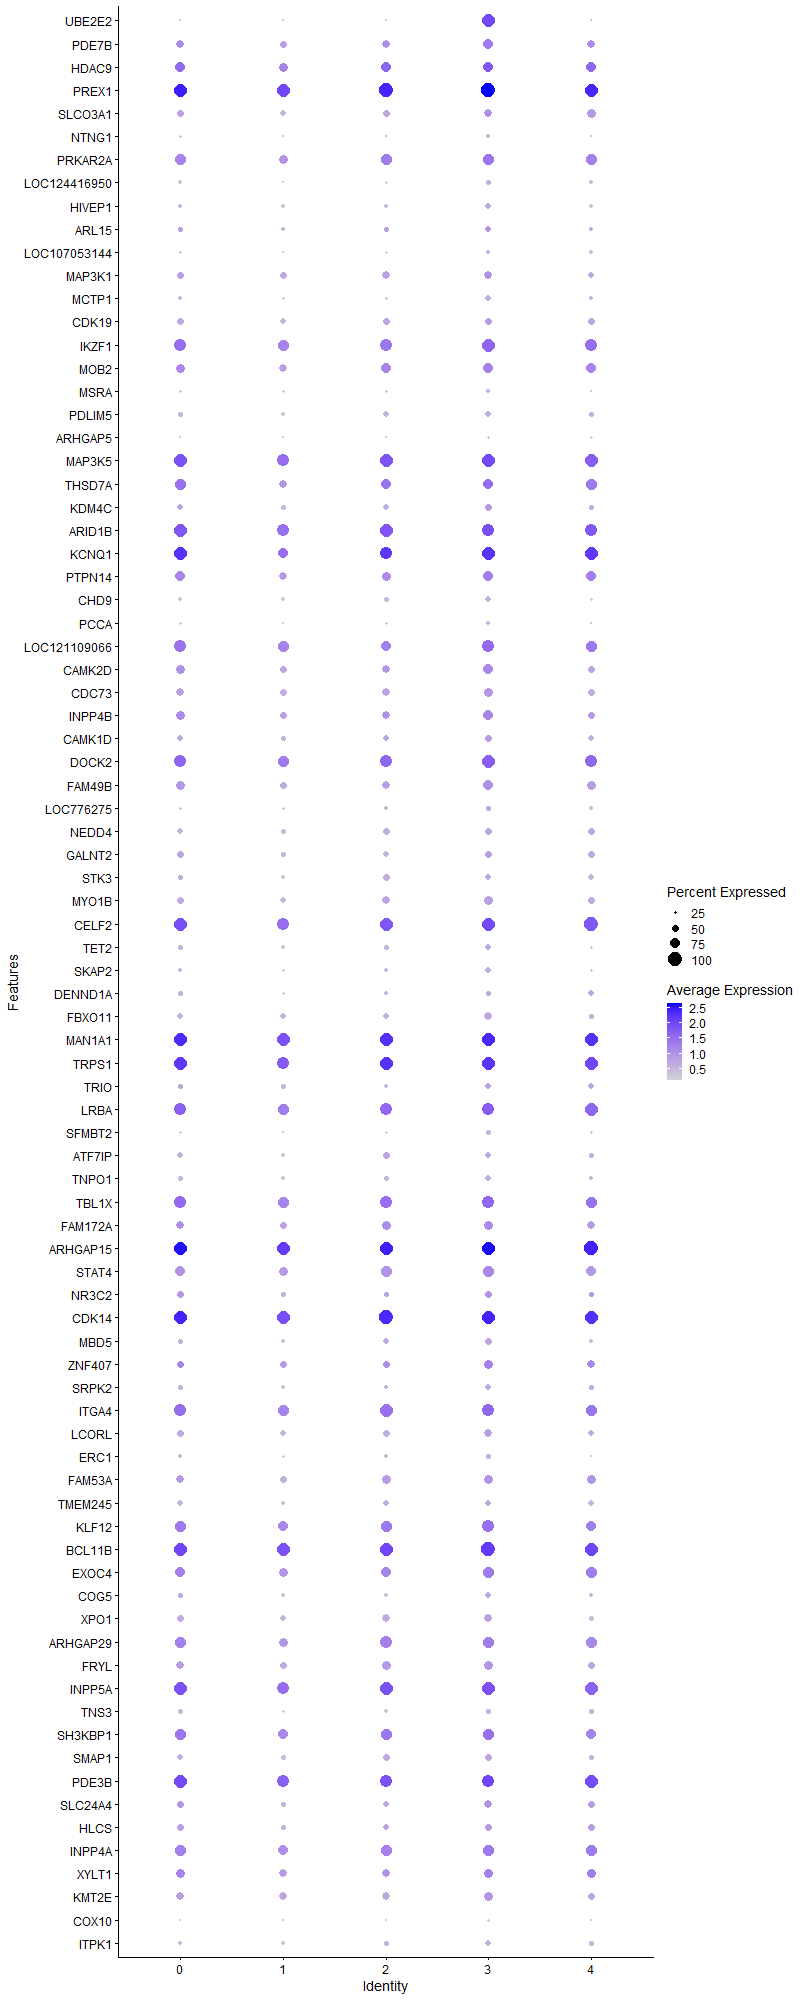 UBE2E2
PDE7B
HDAC9
PREX1
SLCO3A1
NTNG1
PRKAR2A
LOC124416950
HIVEP1
ARL15
LOC107053144
MAP3K1
MCTP1
CDK19
IKZF1
MOB2
MSRA
PDLIM5
ARHGAP5
MAP3K5
THSD7A
KDM4C
ARID1B
KCNQ1
PTPN14
CHD9
PCCA
LOC121109066
CAMK2D
CDC73
INPP4B
CAMK1D
DOCK2
FAM49B
LOC776275
NEDD4
GALNT2
STK3
MYO1B
CELF2
TET2
SKAP2
DENND1A
FBXO11
MAN1A1
TRPS1
TRIO
LRBA
SFMBT2
ATF7IP
TNPO1
TBL1X
FAM172A
ARHGAP15
STAT4
NR3C2
CDK14
MBD5
ZNF407
SRPK2
ITGA4
LCORL
ERC1
FAM53A
TMEM245
KLF12
BCL11B
EXOC4
COG5
XPO1
ARHGAP29
FRYL
INPP5A
TNS3
SH3KBP1
SMAP1
PDE3B
SLC24A4
HLCS
INPP4A
XYLT1
KMT2E
COX10
ITPK1
Features
0 1 2 3 4
Identity
Percent Expressed
25
50
75
100
Average Expression
2.5
2.0
1.5
1.0
0.5